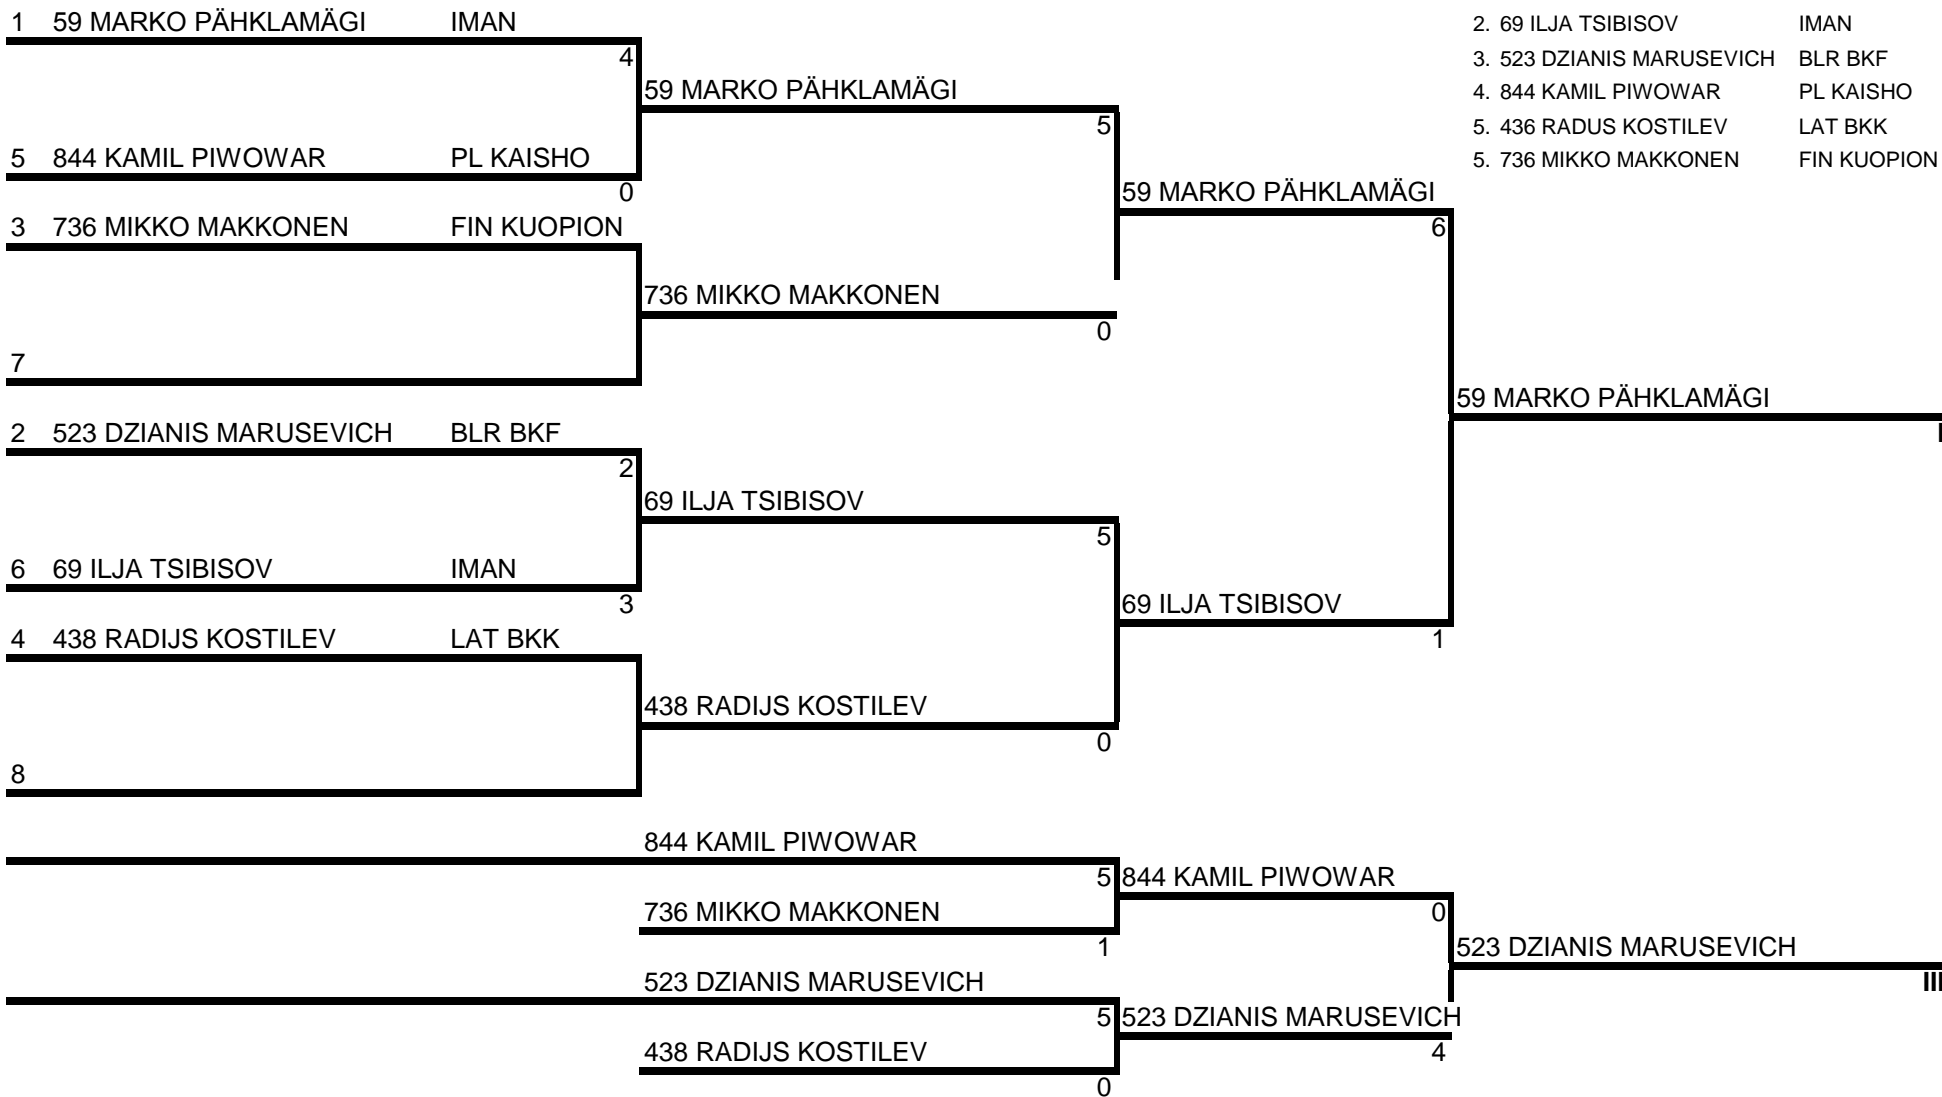 1 59 MARKO PÄHKLAMÄGI IMAN
4
5 844 KAMIL PIWOWAR PL KAISHO
0
3 736 MIKKO MAKKONEN FIN KUOPION
7
2 523 DZIANIS MARUSEVICH BLR BKF
2
6 69 ILJA TSIBISOV IMAN
3
4 438 RADIJS KOSTILEV LAT BKK
8
59 MARKO PÄHKLAMÄGI
5
736 MIKKO MAKKONEN
0
69 ILJA TSIBISOV
5
438 RADIJS KOSTILEV
0
59 MARKO PÄHKLAMÄGI
6
69 ILJA TSIBISOV
1
59 MARKO PÄHKLAMÄGI
I
844 KAMIL PIWOWAR
5
736 MIKKO MAKKONEN
1
523 DZIANIS MARUSEVICH
5
438 RADIJS KOSTILEV
0
844 KAMIL PIWOWAR
0
523 DZIANIS MARUSEVICH
4
523 DZIANIS MARUSEVICH
III
2. 69 ILJA TSIBISOV IMAN
3. 523 DZIANIS MARUSEVICH BLR BKF
4. 844 KAMIL PIWOWAR PL KAISHO
5. 436 RADUS KOSTILEV LAT BKK
5. 736 MIKKO MAKKONEN FIN KUOPION